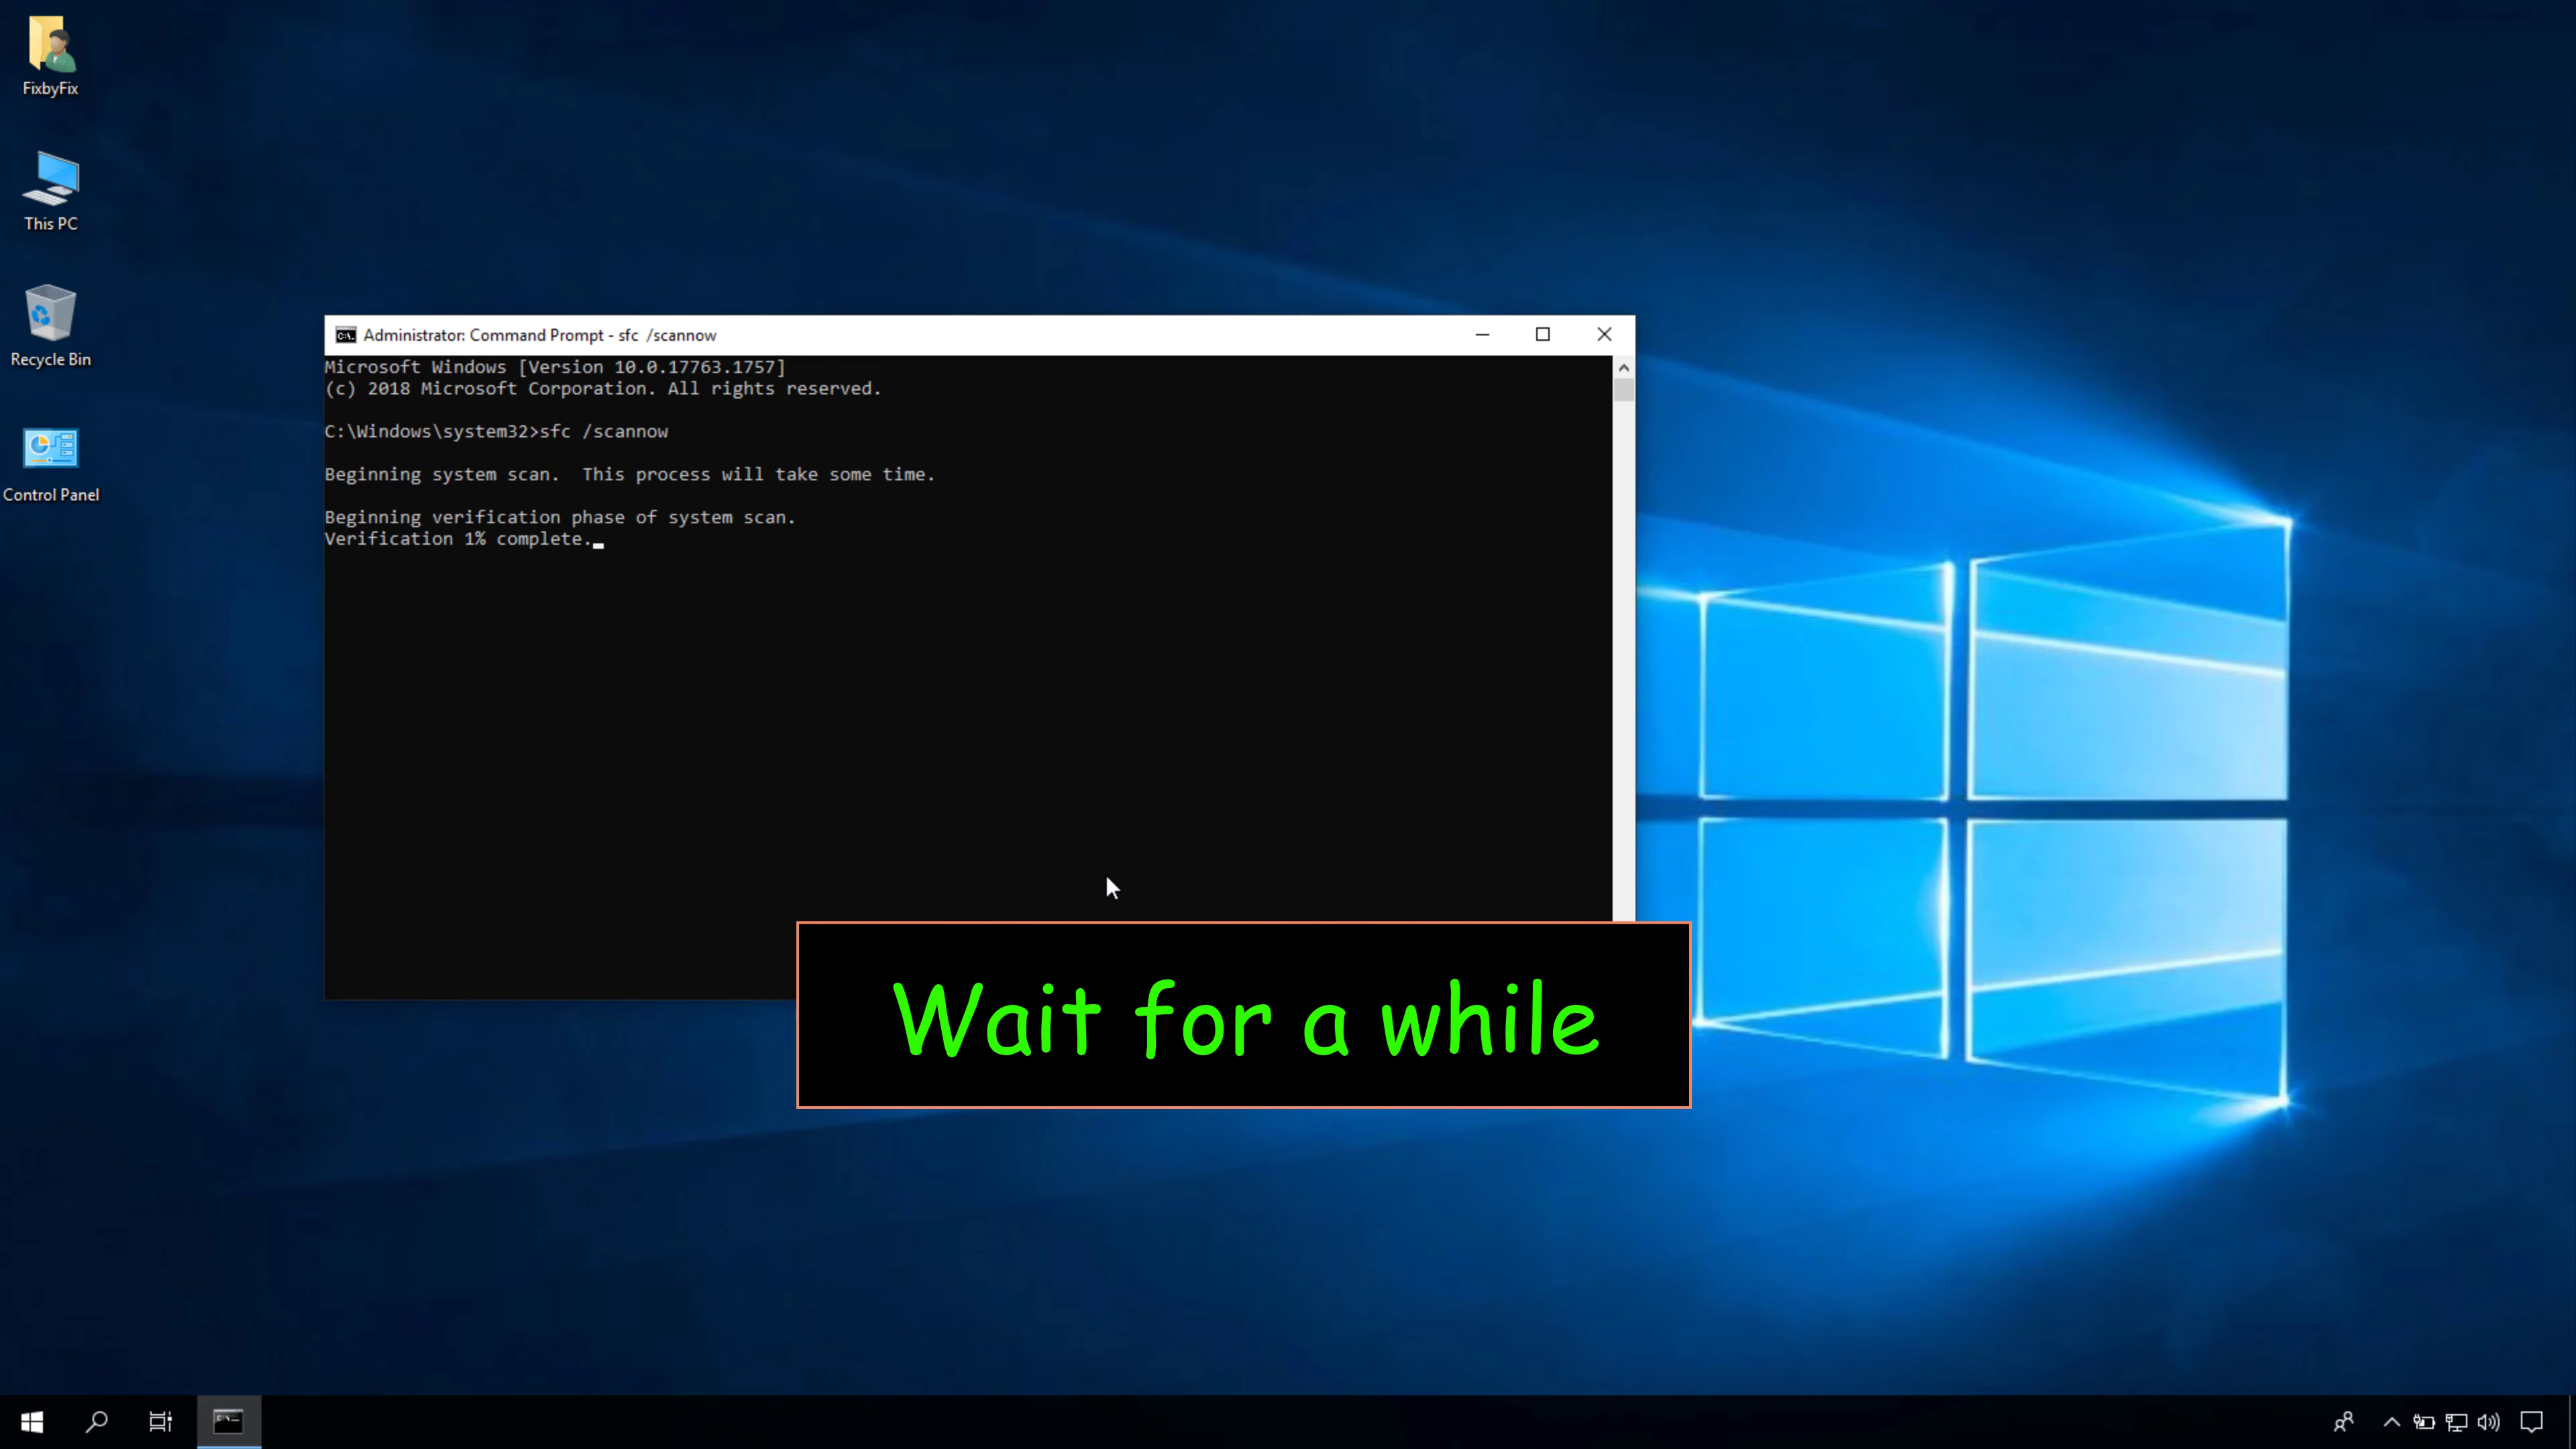 FixbyFix
This PC
Recycle Bin
Control Panel
Administrator: Command Prompt - sfc  /scannow
Microsoft Windows [Version 10.0.17763.1757]
(c) 2018 Microsoft Corporation. All rights reserved.
C:\Windows\system32>sfc /scannow
Beginning system scan.  This process will take some time.
Beginning verification phase of system scan.
Verification 1% complete.
Wait for a while